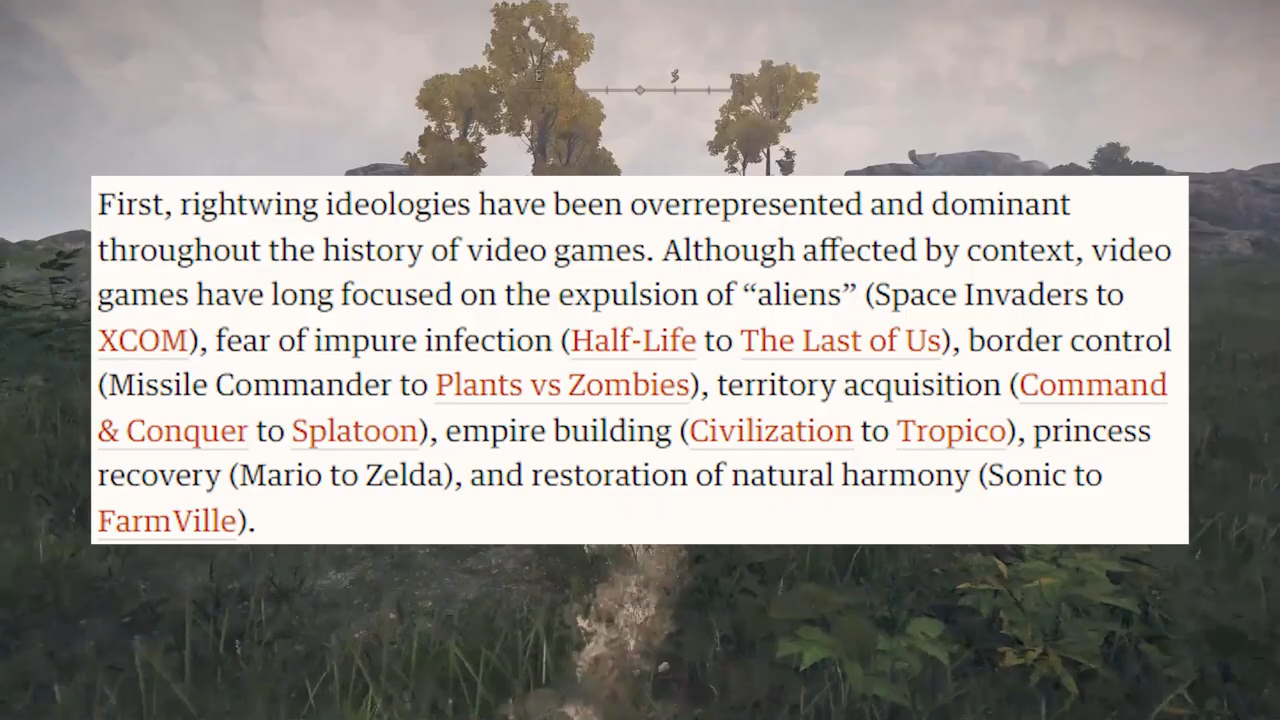 E
S
First, rightwing ideologies have been overrepresented and dominant
throughout the history of video games. Although affected by context, video
games have long focused on the expulsion of “aliens” (Space Invaders to
XCOM), fear of impure infection (Half-Life to The Last of Us), border control
(Missile Commander to Plants vs Zombies), territory acquisition (Command
& Conquer to Splatoon), empire building (Civilization to Tropico), princess
recovery (Mario to Zelda), and restoration of natural harmony (Sonic to
FarmVille).